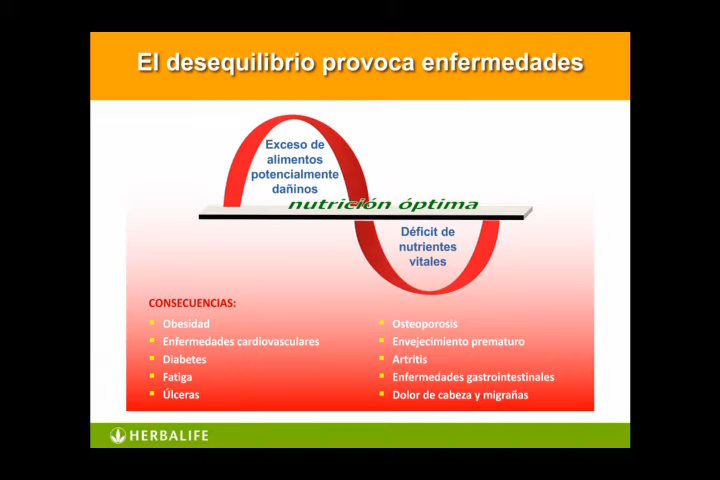 El desequilibrio provoca enfermedades
Exceso de
alimentos
potencialmente
dañinos
nutrición óptima
Déficit de
nutrientes
vitales
CONSECUENCIAS:
Obesidad
Enfermedades cardiovasculares
Diabetes
Fatiga
Úlceras
Osteoporosis
Envejecimiento prematuro
Artritis
Enfermedades gastrointestinales
Dolor de cabeza y migrañas
HERBALIFE